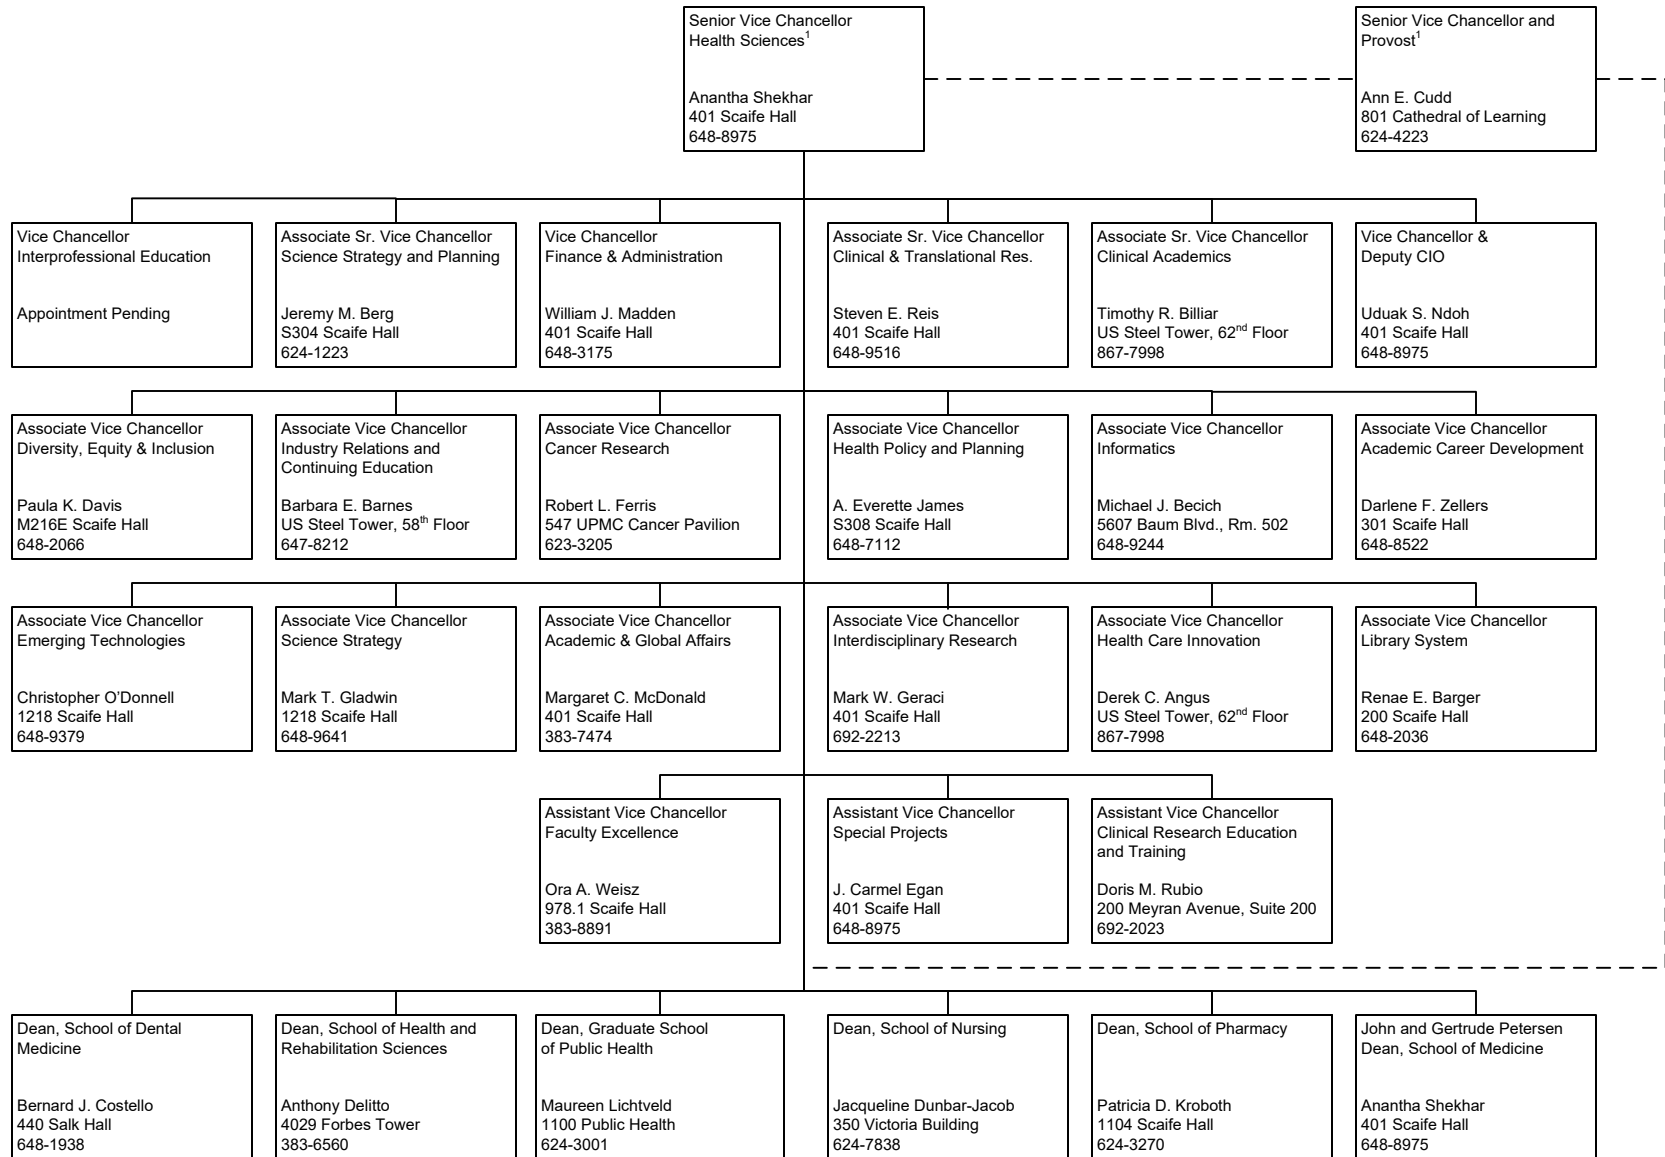 Senior Vice Chancellor
Health Sciences1
Anantha Shekhar
401 Scaife Hall
648-8975
Senior Vice Chancellor and
Provost1
Ann E. Cudd
801 Cathedral of Learning
624-4223
Vice Chancellor
Interprofessional Education
Appointment Pending
Associate Sr. Vice Chancellor
Science Strategy and Planning
Jeremy M. Berg
S304 Scaife Hall
624-1223
Vice Chancellor
Finance & Administration
William J. Madden
401 Scaife Hall
648-3175
Associate Sr. Vice Chancellor
Clinical & Translational Res.
Steven E. Reis
401 Scaife Hall
648-9516
Associate Sr. Vice Chancellor
Clinical Academics
Timothy R. Billiar
US Steel Tower, 62nd Floor
867-7998
Vice Chancellor &
Deputy CIO
Uduak S. Ndoh
401 Scaife Hall
648-8975
Associate Vice Chancellor
Diversity, Equity & Inclusion
Paula K. Davis
M216E Scaife Hall
648-2066
Associate Vice Chancellor
Industry Relations and
Continuing Education
Barbara E. Barnes
US Steel Tower, 58th Floor
647-8212
Associate Vice Chancellor
Cancer Research
Robert L. Ferris
547 UPMC Cancer Pavilion
623-3205
Associate Vice Chancellor
Health Policy and Planning
A. Everette James
S308 Scaife Hall
648-7112
Associate Vice Chancellor
Informatics
Michael J. Becich
5607 Baum Blvd., Rm. 502
648-9244
Associate Vice Chancellor
Academic Career Development
Darlene F. Zellers
301 Scaife Hall
648-8522
Associate Vice Chancellor
Emerging Technologies
Christopher O’Donnell
1218 Scaife Hall
648-9379
Associate Vice Chancellor
Science Strategy
Mark T. Gladwin
1218 Scaife Hall
648-9641
Associate Vice Chancellor
Academic & Global Affairs
Margaret C. McDonald
401 Scaife Hall
383-7474
Associate Vice Chancellor
Interdisciplinary Research
Mark W. Geraci
401 Scaife Hall
692-2213
Associate Vice Chancellor
Health Care Innovation
Derek C. Angus
US Steel Tower, 62nd Floor
867-7998
Associate Vice Chancellor
Library System
Renae E. Barger
200 Scaife Hall
648-2036
Assistant Vice Chancellor
Faculty Excellence
Ora A. Weisz
978.1 Scaife Hall
383-8891
Assistant Vice Chancellor
Special Projects
J. Carmel Egan
401 Scaife Hall
648-8975
Assistant Vice Chancellor
Clinical Research Education
and Training
Doris M. Rubio
200 Meyran Avenue, Suite 200
692-2023
Dean, School of Dental
Medicine
Bernard J. Costello
440 Salk Hall
648-1938
Dean, School of Health and
Rehabilitation Sciences
Anthony Delitto
4029 Forbes Tower
383-6560
Dean, Graduate School
of Public Health
Maureen Lichtveld
1100 Public Health
624-3001
Dean, School of Nursing
Jacqueline Dunbar-Jacob
350 Victoria Building
624-7838
Dean, School of Pharmacy
Patricia D. Kroboth
1104 Scaife Hall
624-3270
John and Gertrude Petersen
Dean, School of Medicine
Anantha Shekhar
401 Scaife Hall
648-8975